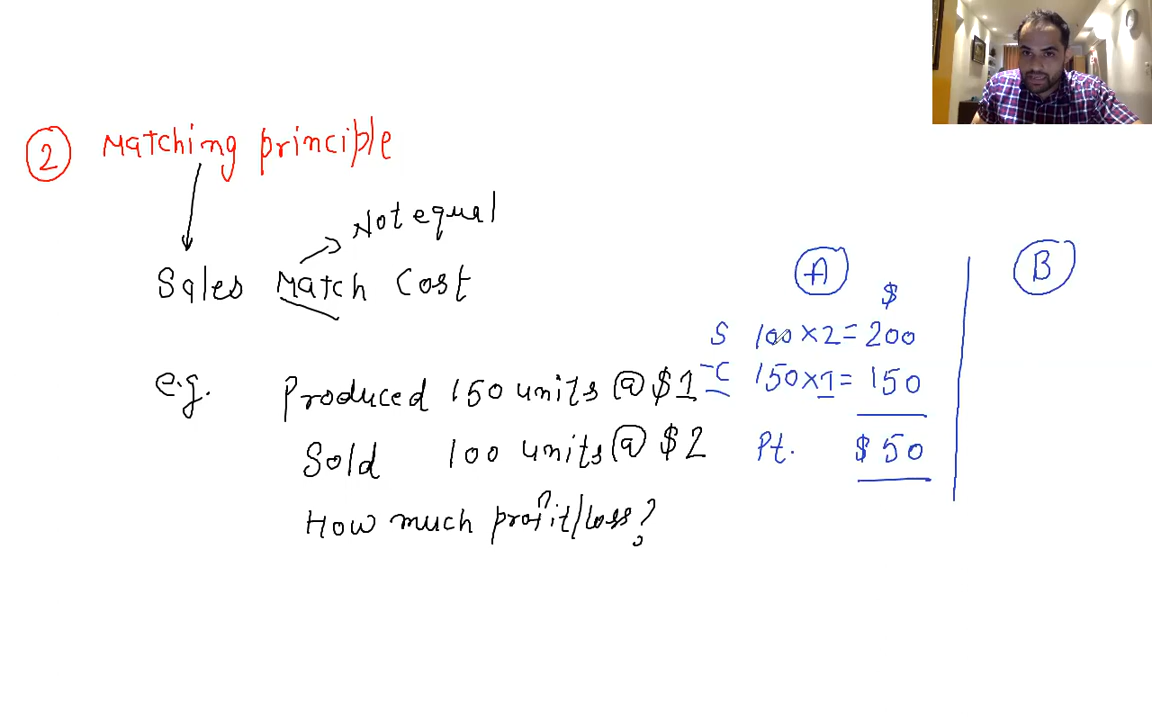 2 Matching principle
Not equal
Sales Match Cost
e.g. Produced 150 units @ $1
Sold 100 units @ $2
How much profit/loss?
A
$
S 100 × 2 = 200
- C 150 × 1 = 150
Pt. $ 50
B